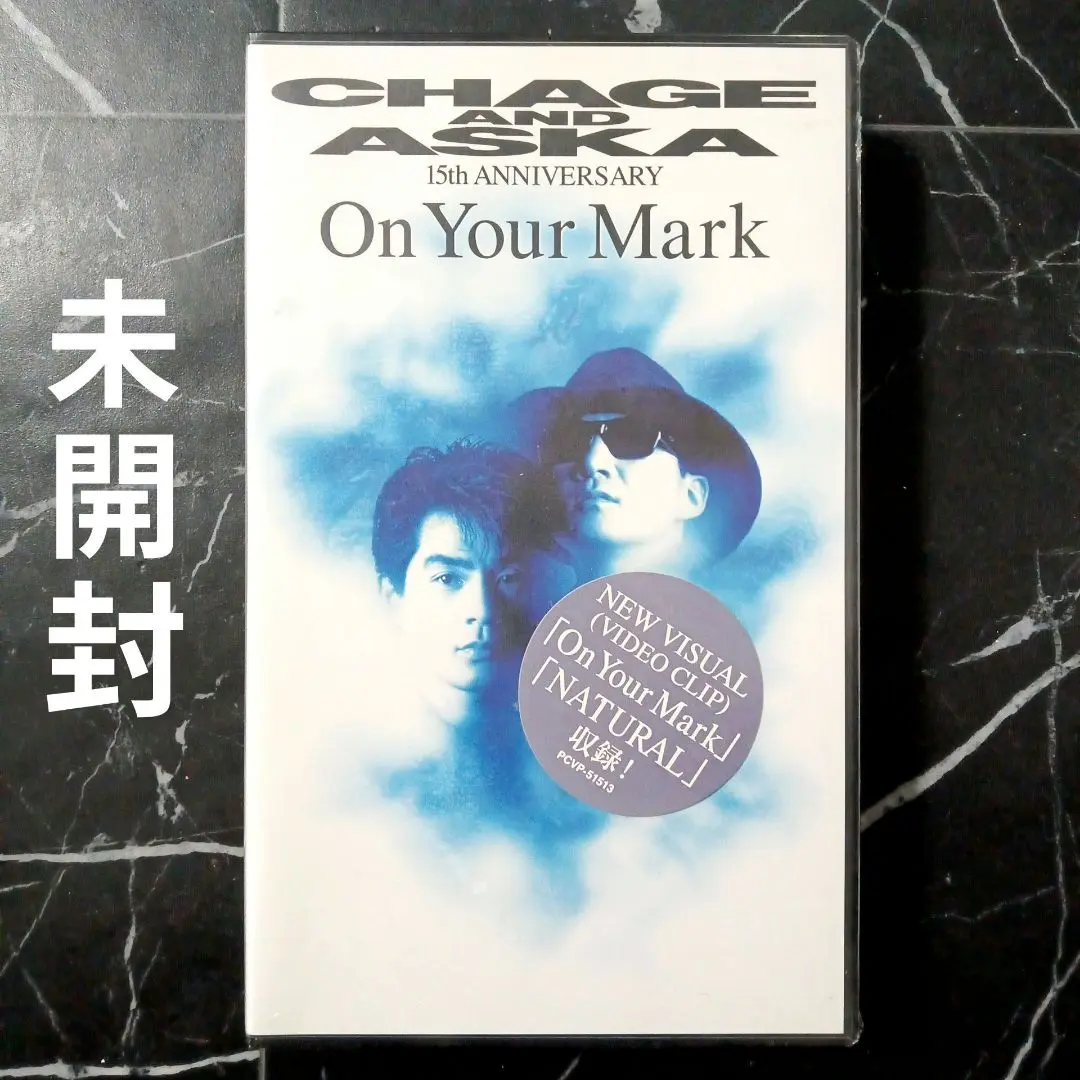 未開封
CHAGE
AND
ASKA
15th ANNIVERSARY
On Your Mark
NEW VISUAL
(VIDEO CLIP)
「On Your Mark」
「NATURAL」
収録!
PCVP-51513